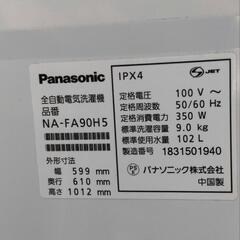 Panasonic
全自動電気洗濯機
品番
NA-FA90H5
外形寸法
幅 599 mm
奥行 610 mm
高さ 1012 mm
IPX4
JET
定格電圧 100 V～
定格周波数 50/60 Hz
定格消費電力 350 W
標準洗濯容量 9.0 kg
標準使用水量 102 L
製造番号 1831501940
パナソニック株式会社
中国製